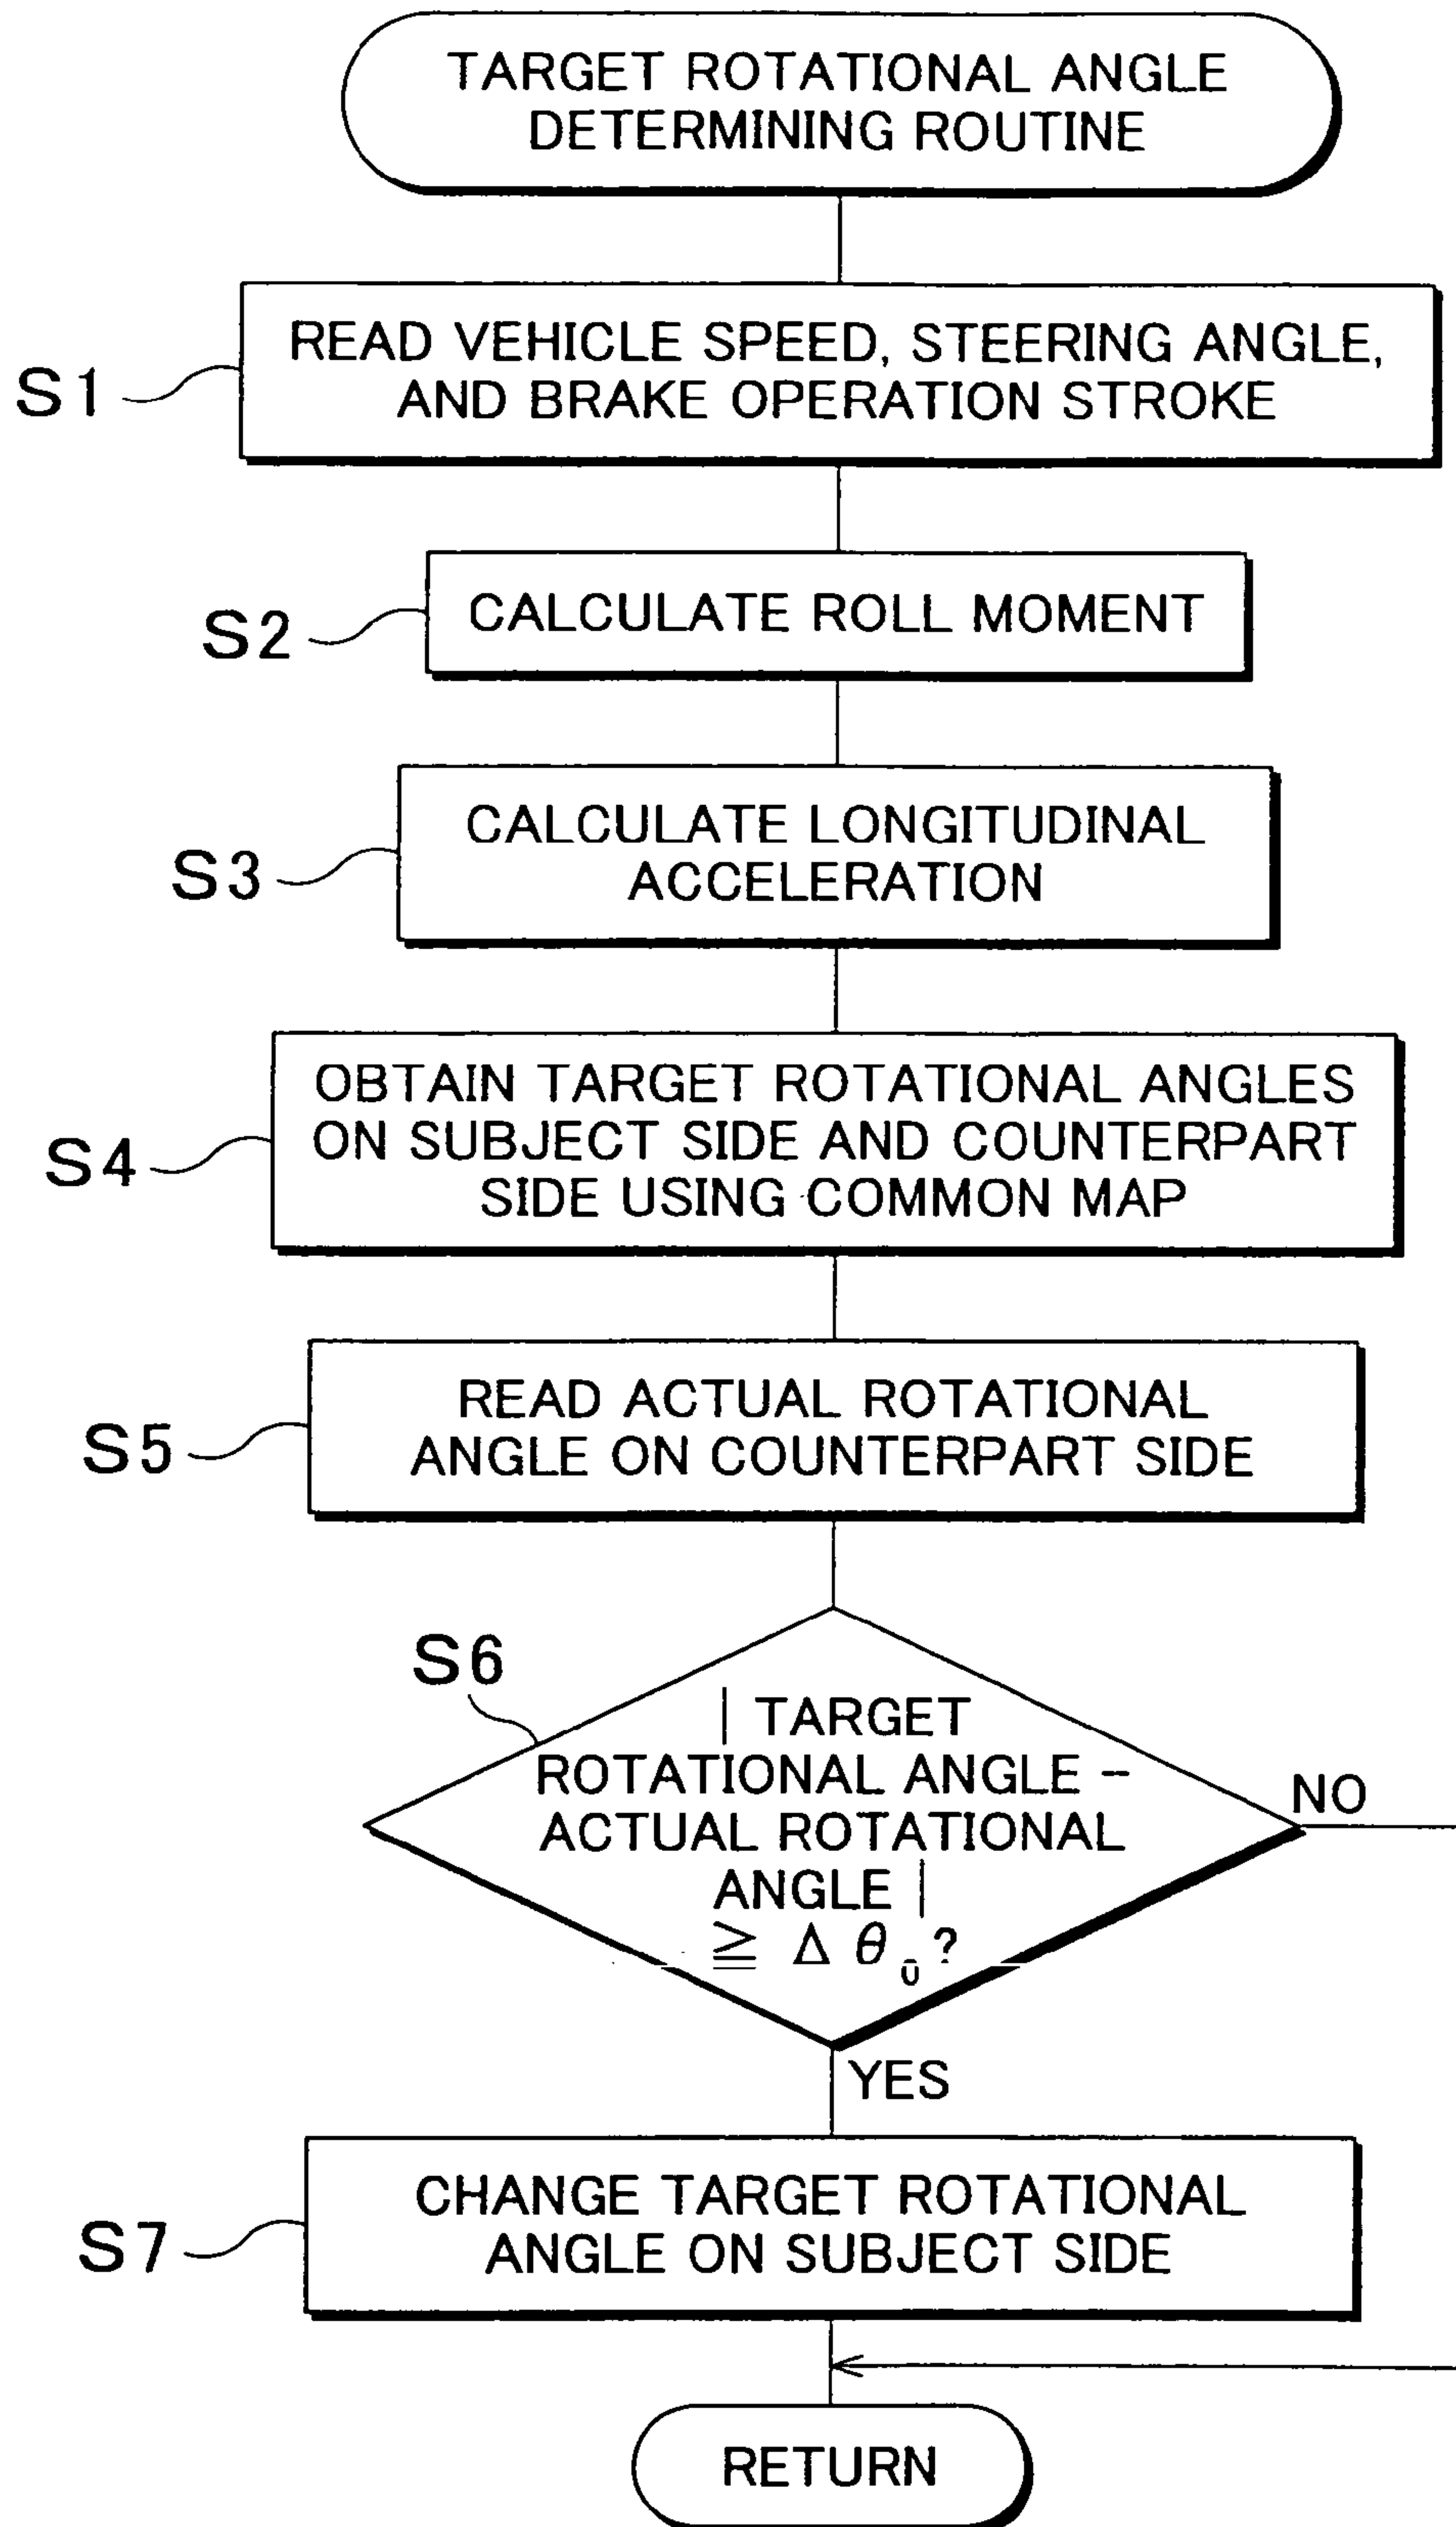 TARGET ROTATIONAL ANGLE
DETERMINING ROUTINE
S1
READ VEHICLE SPEED, STEERING ANGLE,
AND BRAKE OPERATION STROKE
S2
CALCULATE ROLL MOMENT
S3
CALCULATE LONGITUDINAL
ACCELERATION
S4
OBTAIN TARGET ROTATIONAL ANGLES
ON SUBJECT SIDE AND COUNTERPART
SIDE USING COMMON MAP
S5
READ ACTUAL ROTATIONAL
ANGLE ON COUNTERPART SIDE
S6
| TARGET
ROTATIONAL ANGLE –
ACTUAL ROTATIONAL
ANGLE |
≧ Δ θ₀?
NO
YES
S7
CHANGE TARGET ROTATIONAL
ANGLE ON SUBJECT SIDE
RETURN